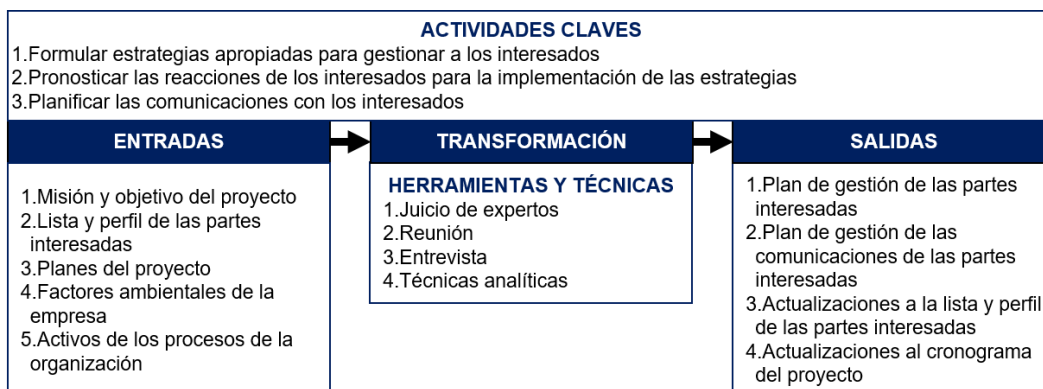 ACTIVIDADES CLAVES
1.Formular estrategias apropiadas para gestionar a los interesados
2.Pronosticar las reacciones de los interesados para la implementación de las estrategias
3.Planificar las comunicaciones con los interesados
ENTRADAS
1.Misión y objetivo del proyecto
2.Lista y perfil de las partes
interesadas
3.Planes del proyecto
4.Factores ambientales de la
empresa
5.Activos de los procesos de la
organización
TRANSFORMACIÓN
HERRAMIENTAS Y TÉCNICAS
1.Juicio de expertos
2.Reunión
3.Entrevista
4.Técnicas analíticas
SALIDAS
1.Plan de gestión de las partes
interesadas
2.Plan de gestión de las
comunicaciones de las partes
interesadas
3.Actualizaciones a la lista y perfil
de las partes interesadas
4.Actualizaciones al cronograma
del proyecto